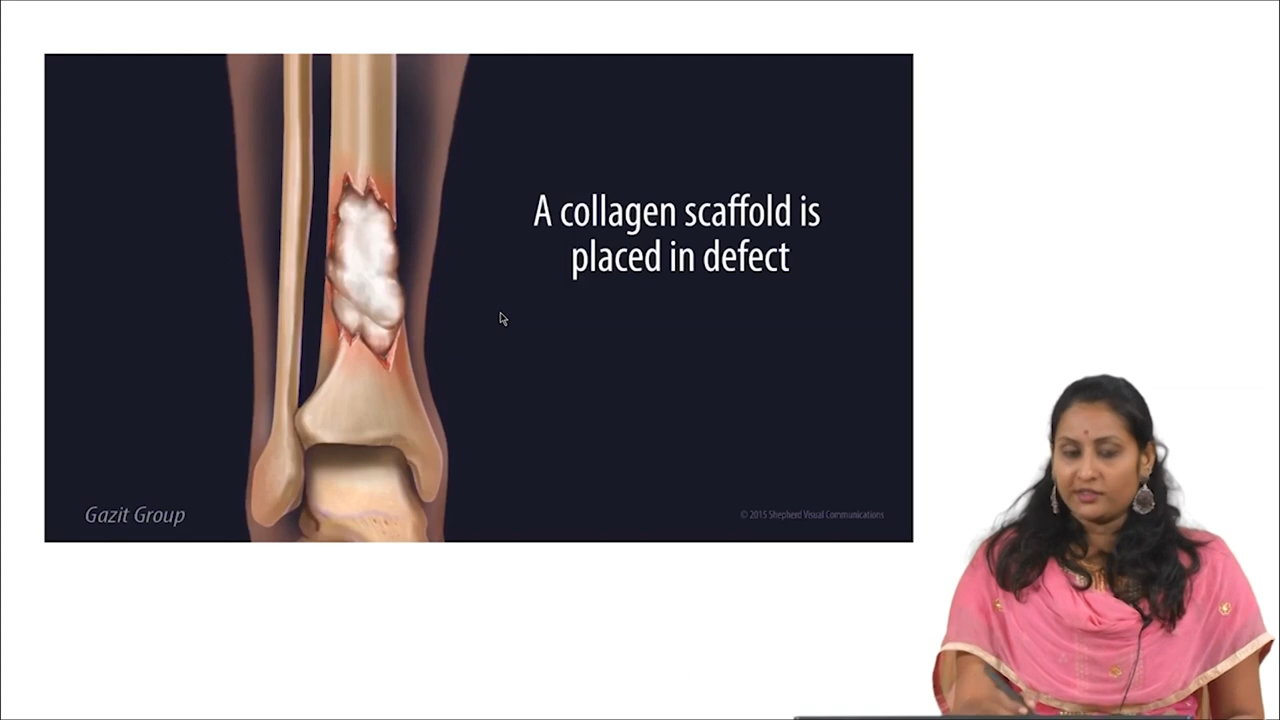 A collagen scaffold is
placed in defect
Gazit Group
© 2015 Shepherd Visual Communications